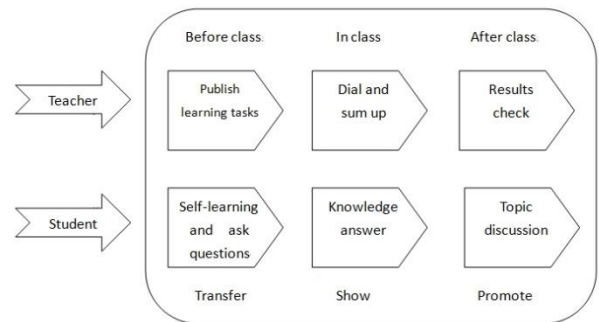 Before class.
In class
After class.
Teacher
Publish
learning tasks
Dial and
sum up
Results
check
Student
Self-learning
and ask
questions
Knowledge
answer
Topic
discussion
Transfer
Show
Promote